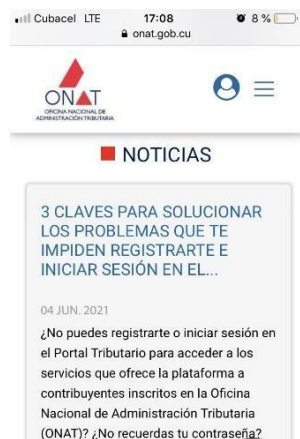 Cubacel LTE 17:08 8 %
onat.gob.cu
ONAT
OFICINA NACIONAL DE
ADMINISTRACIÓN TRIBUTARIA
NOTICIAS
3 CLAVES PARA SOLUCIONAR
LOS PROBLEMAS QUE TE
IMPIDEN REGISTRARTE E
INICIAR SESIÓN EN EL...
04 JUN. 2021
¿No puedes registrarte o iniciar sesión en
el Portal Tributario para acceder a los
servicios que ofrece la plataforma a
contribuyentes inscritos en la Oficina
Nacional de Administración Tributaria
(ONAT)? ¿No recuerdas tu contraseña?